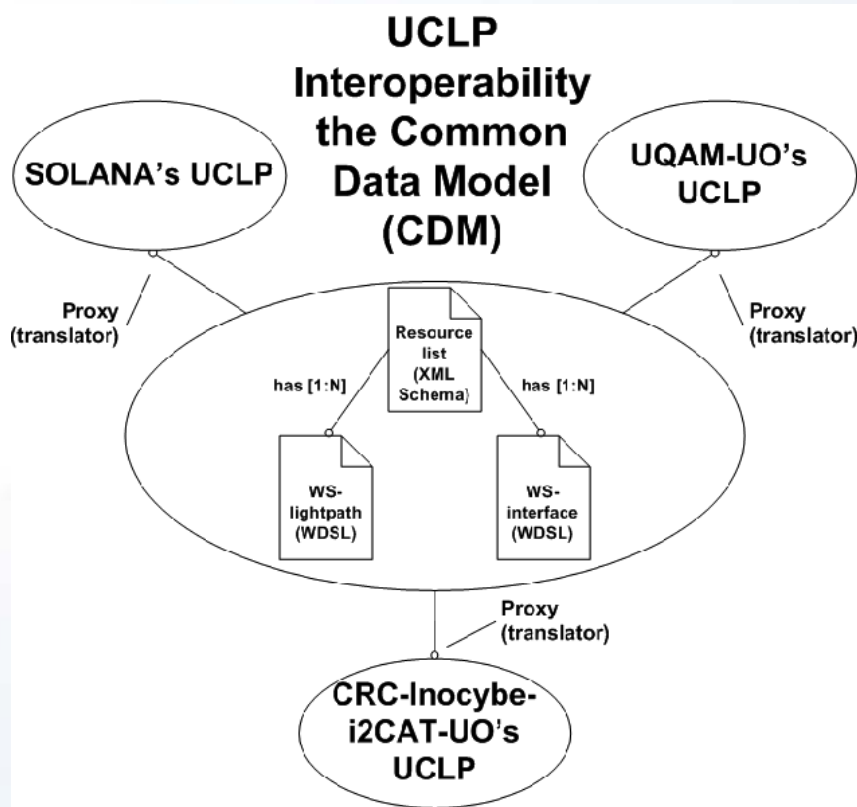 UCLP
Interoperability
the Common
Data Model
(CDM)
SOLANA's UCLP
UQAM-UO's
UCLP
Proxy
(translator)
Proxy
(translator)
Resource
list
(XML
Schema)
has [1:N]
has [1:N]
WS-
lightpath
(WDSL)
WS-
interface
(WDSL)
Proxy
(translator)
CRC-Inocybe-
i2CAT-UO's
UCLP